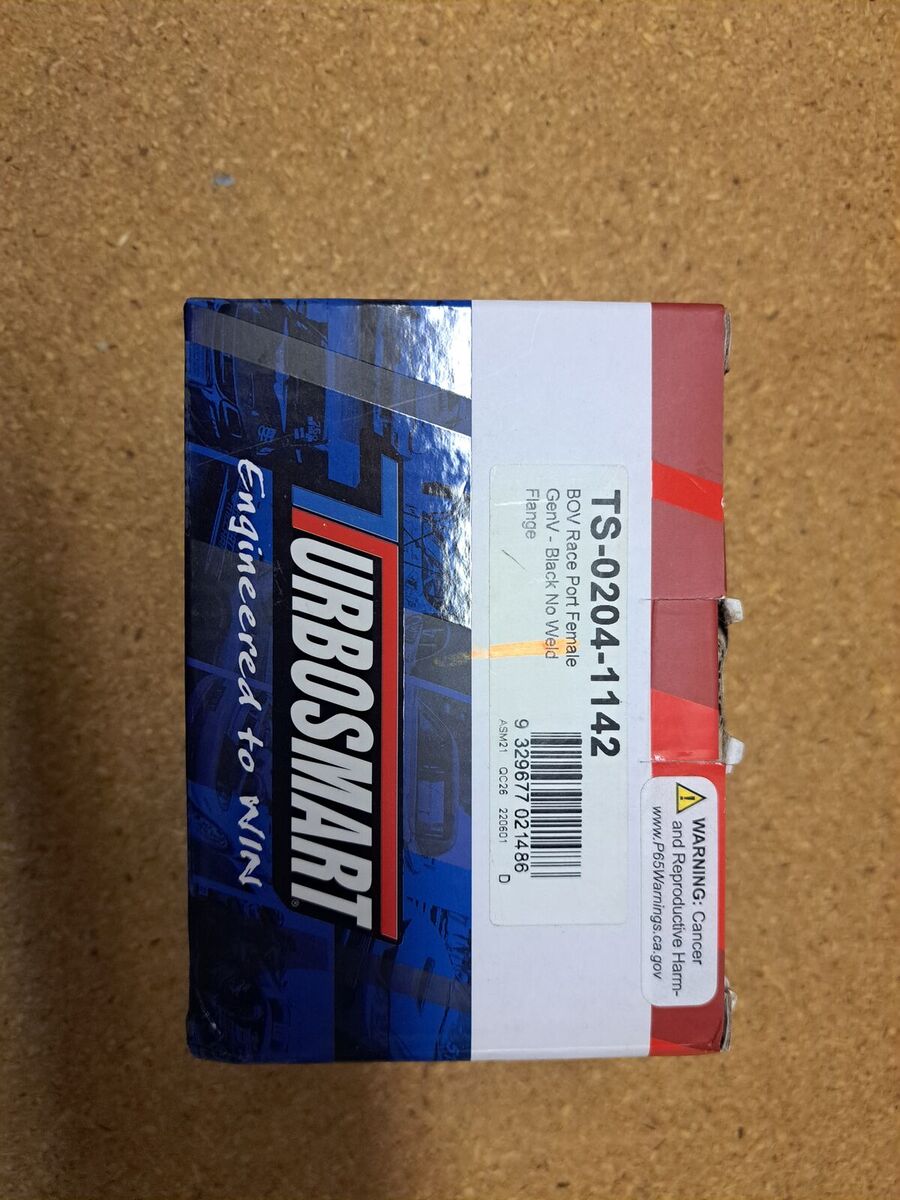 WARNING: Cancer
and Reproductive Harm-
www.P65Warnings.ca.gov
TS-0204-1142
BOV Race Port Female
GenV - Black No Weld
Flange
9 329677 021486
ASM21 QC26 220601 D
TURBOSMART®
Engineered to WIN